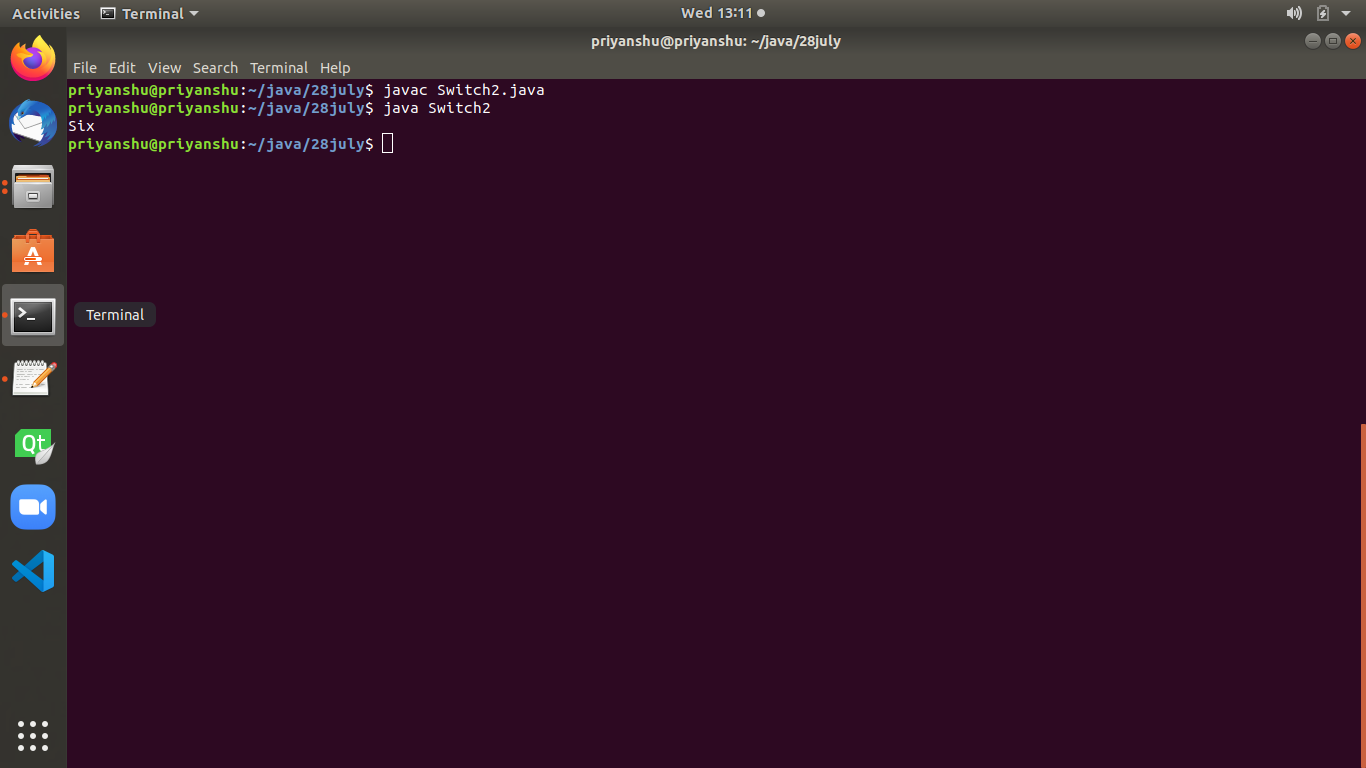 Activities Terminal Wed 13:11
priyanshu@priyanshu: ~/java/28july
File Edit View Search Terminal Help
priyanshu@priyanshu:~/java/28july$ javac Switch2.java
priyanshu@priyanshu:~/java/28july$ java Switch2
Six
priyanshu@priyanshu:~/java/28july$
Terminal
Qt